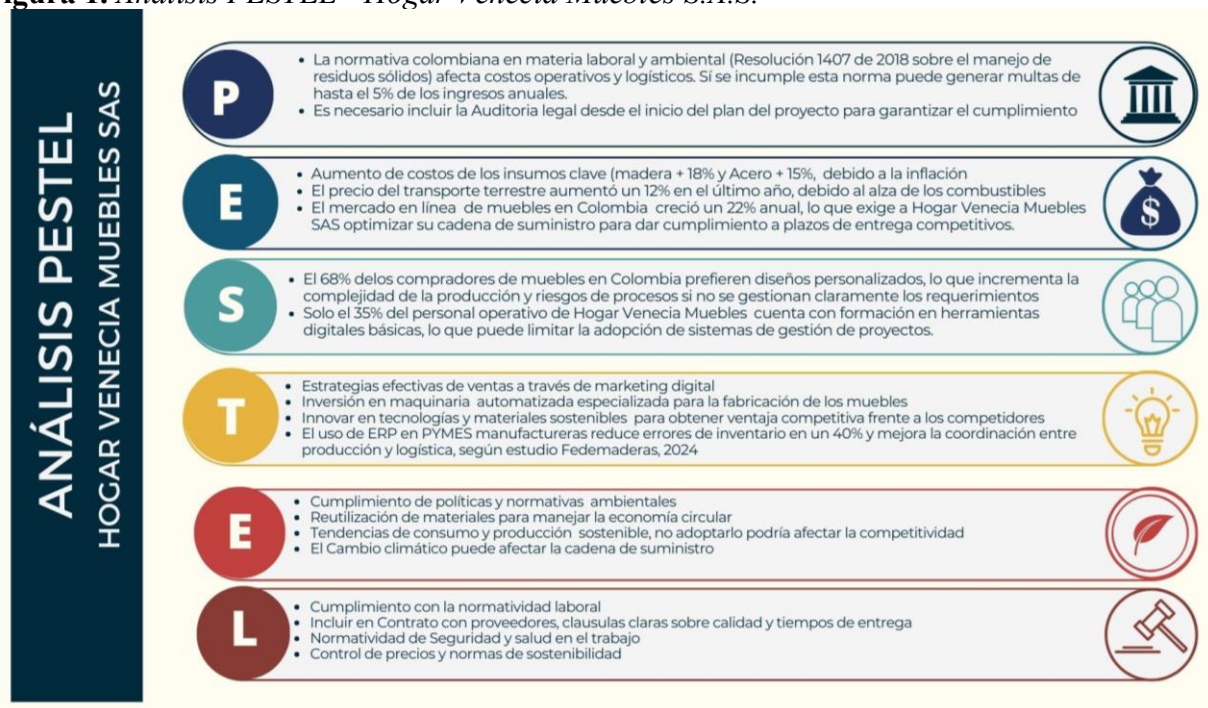 Figura 1. Análisis PESTEL - Hogar Venecia Muebles S.A.S.
ANÁLISIS PESTEL
HOGAR VENECIA MUEBLES SAS
P
• La normativa colombiana en materia laboral y ambiental (Resolución 1407 de 2018 sobre el manejo de
residuos sólidos) afecta costos operativos y logísticos. Sí se incumple esta norma puede generar multas de
hasta el 5% de los ingresos anuales.
• Es necesario incluir la Auditoria legal desde el inicio del plan del proyecto para garantizar el cumplimiento
E
• Aumento de costos de los insumos clave (madera + 18% y Acero + 15%, debido a la inflación
• El precio del transporte terrestre aumentó un 12% en el último año, debido al alza de los combustibles
• El mercado en línea de muebles en Colombia creció un 22% anual, lo que exige a Hogar Venecia Muebles
SAS optimizar su cadena de suministro para dar cumplimiento a plazos de entrega competitivos.
$
S
• El 68% delos compradores de muebles en Colombia prefieren diseños personalizados, lo que incrementa la
complejidad de la producción y riesgos de procesos si no se gestionan claramente los requerimientos
• Solo el 35% del personal operativo de Hogar Venecia Muebles cuenta con formación en herramientas
digitales básicas, lo que puede limitar la adopción de sistemas de gestión de proyectos.
T
• Estrategias efectivas de ventas a través de marketing digital
• Inversión en maquinaria automatizada especializada para la fabricación de los muebles
• Innovar en tecnologías y materiales sostenibles para obtener ventaja competitiva frente a los competidores
• El uso de ERP en PYMES manufactureras reduce errores de inventario en un 40% y mejora la coordinación entre
producción y logística, según estudio Fedemaderas, 2024
E
• Cumplimiento de políticas y normativas ambientales
• Reutilización de materiales para manejar la economía circular
• Tendencias de consumo y producción sostenible, no adoptarlo podría afectar la competitividad
• El Cambio climático puede afectar la cadena de suministro
L
• Cumplimiento con la normatividad laboral
• Incluir en Contrato con proveedores, clausulas claras sobre calidad y tiempos de entrega
• Normatividad de Seguridad y salud en el trabajo
• Control de precios y normas de sostenibilidad